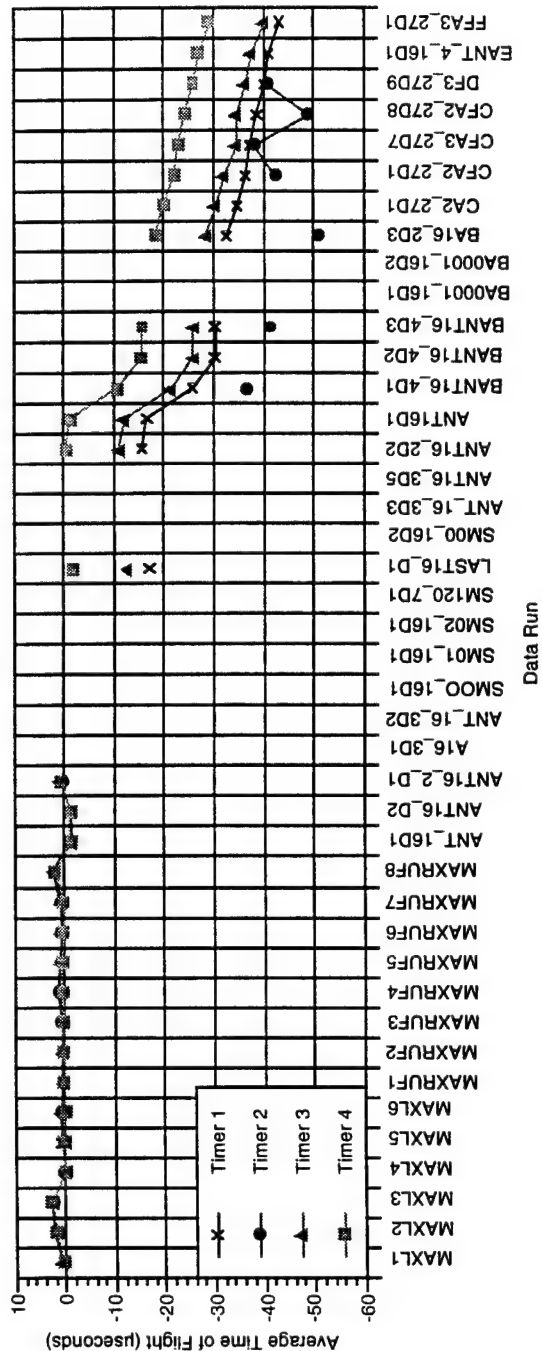 Average Time of Flight (µseconds)
10
0
-10
-20
-30
-40
-50
-60
Timer 1
Timer 2
Timer 3
Timer 4
MAXL1
MAXL2
MAXL3
MAXL4
MAXL5
MAXL6
MAXRUF1
MAXRUF2
MAXRUF3
MAXRUF4
MAXRUF5
MAXRUF6
MAXRUF7
MAXRUF8
ANT_16D1
ANT16_D2
ANT16_2_D1
A16_3D1
ANT_16_3D2
SMOO_16D1
SM01_16D1
SM02_16D1
SM120_7D1
LAST16_D1
SM00_16D2
ANT_16_3D3
ANT16_3D5
ANT16_2D2
ANT16D1
BANT16_4D1
BANT16_4D2
BANT16_4D3
BA0001_16D1
BA0001_16D2
BA16_2D3
CA2_27D1
CFA2_27D1
CFA3_27D7
CFA2_27D8
DF3_27D9
EANT_4_16D1
FFA3_27D1
Data Run